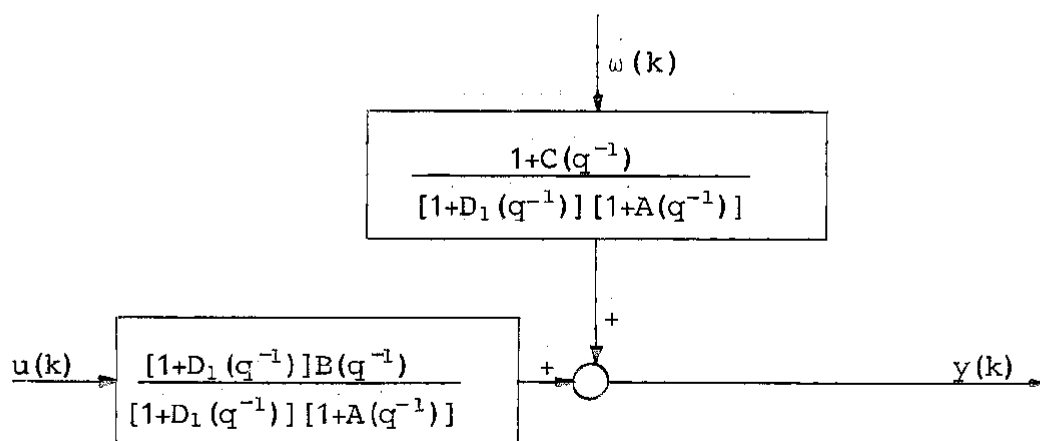 ω(k)
1+C(q⁻¹)
[1+D₁(q⁻¹)][1+A(q⁻¹)]
+
u(k)
[1+D₁(q⁻¹)]B(q⁻¹)
[1+D₁(q⁻¹)][1+A(q⁻¹)]
+
y(k)